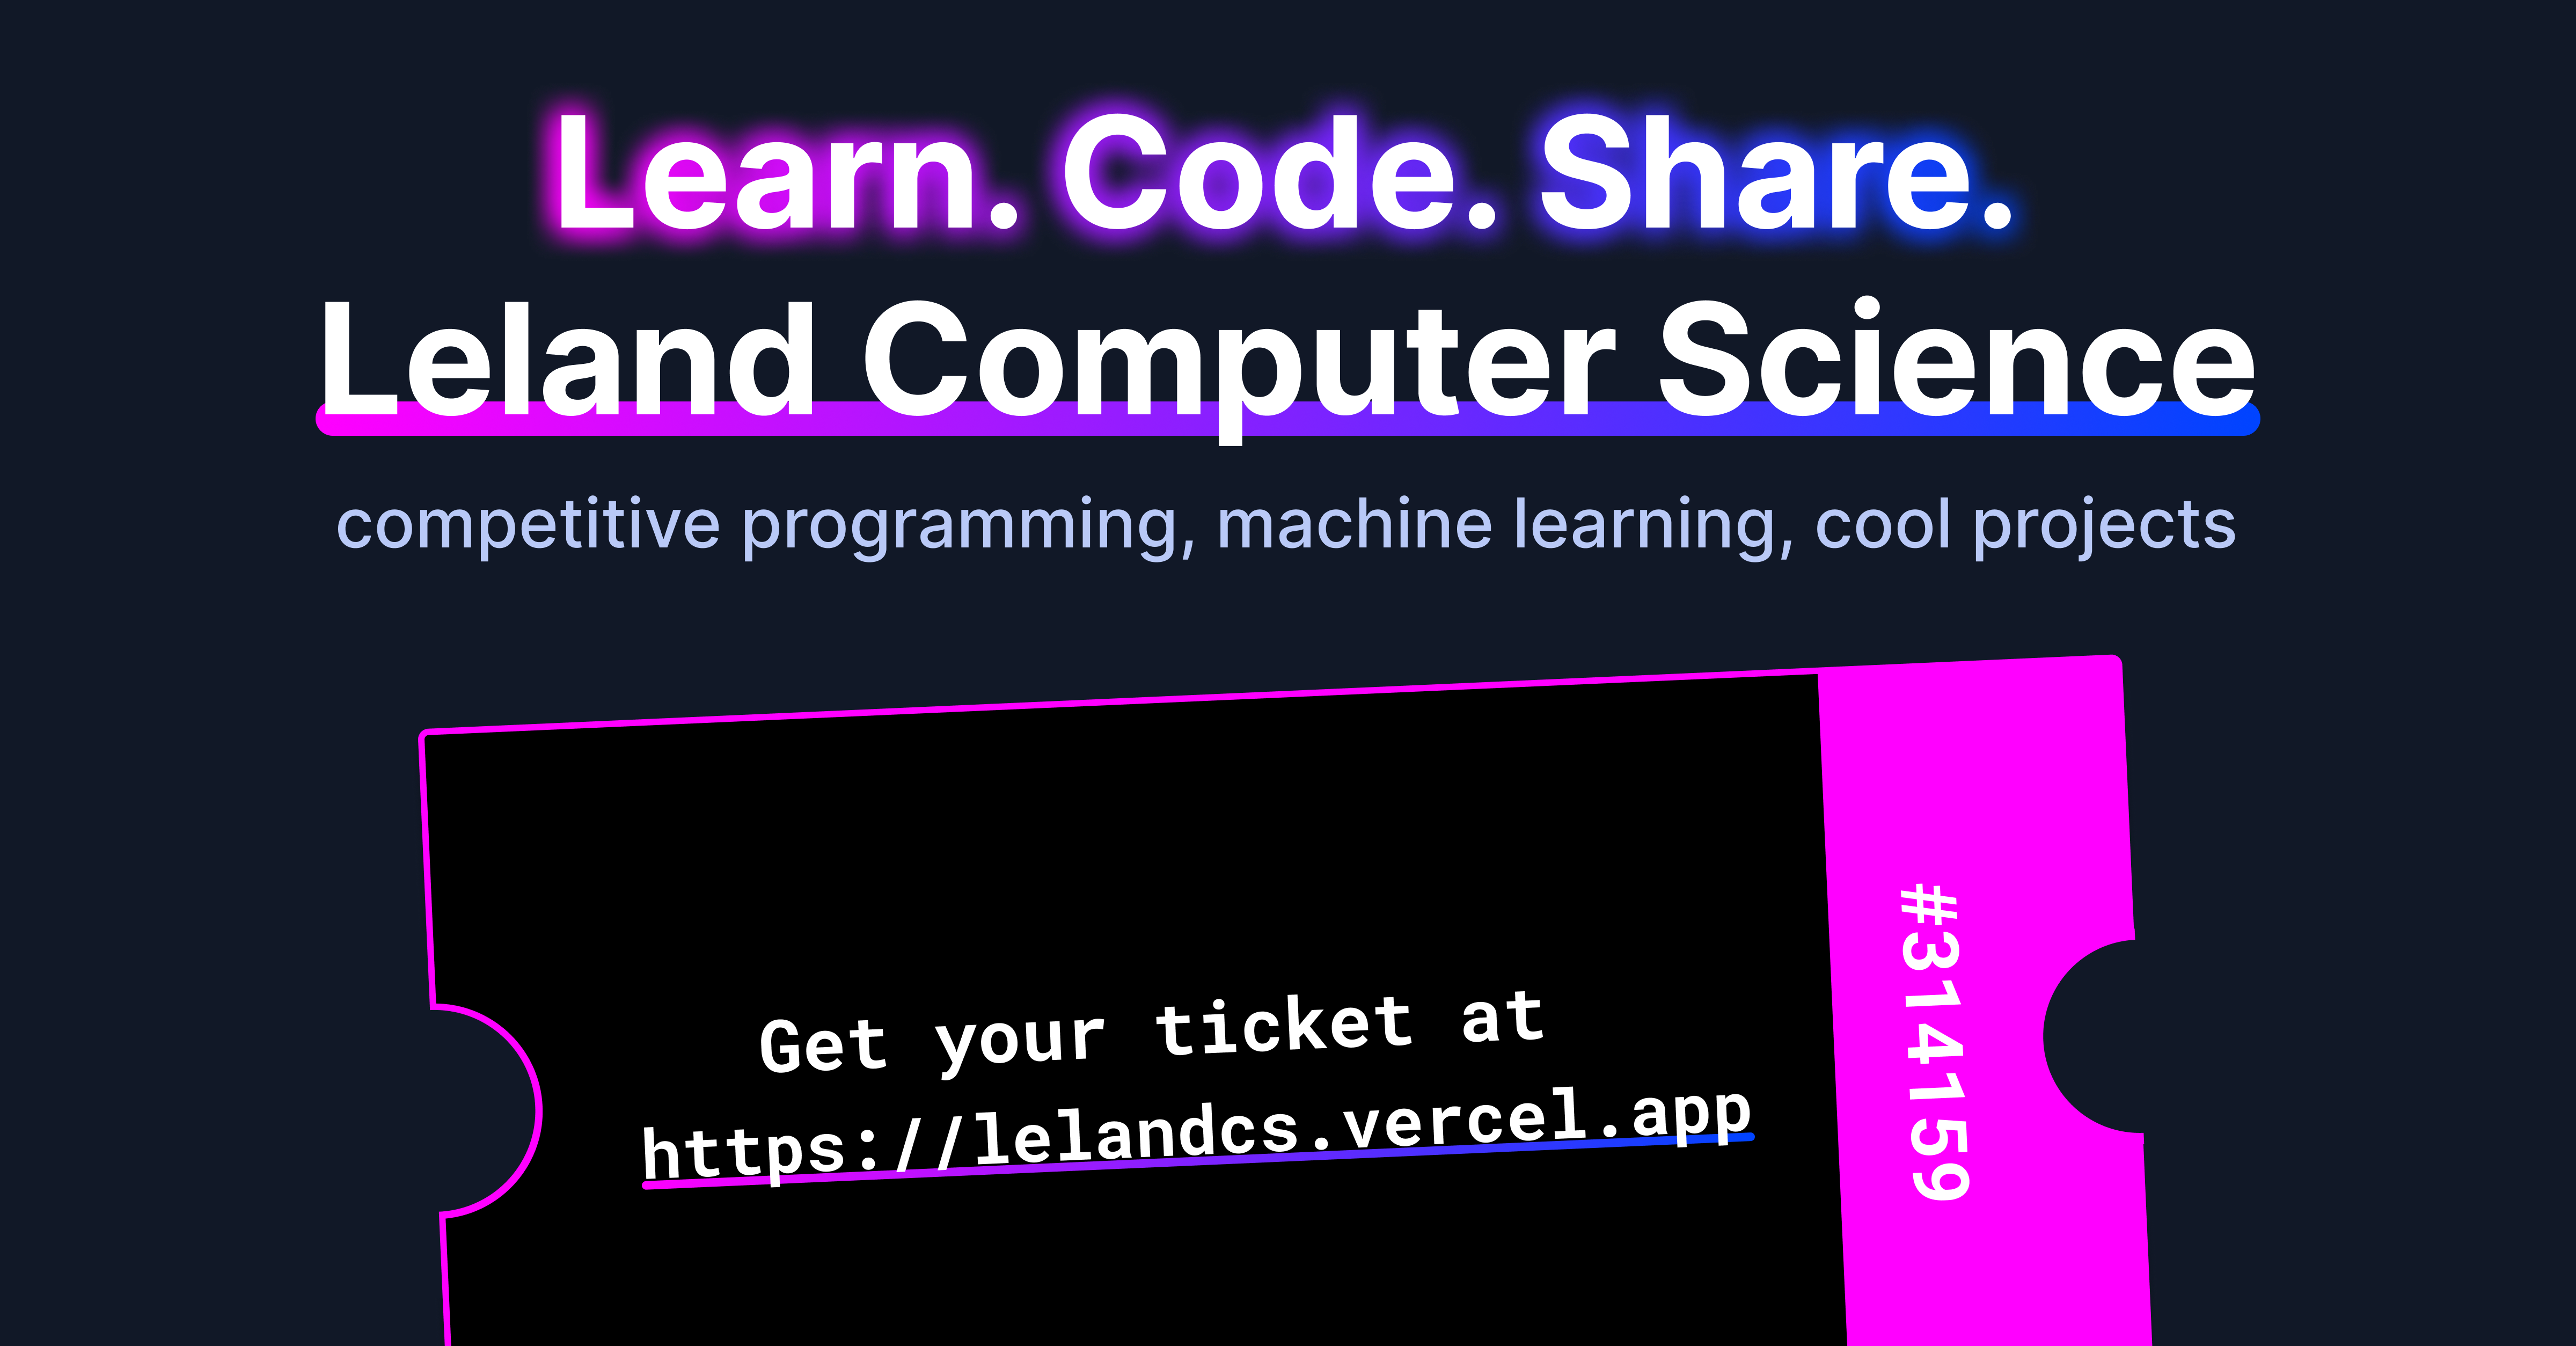 Learn. Code. Share.
Leland Computer Science
competitive programming, machine learning, cool projects
Get your ticket at
https://lelandcs.vercel.app
#314159